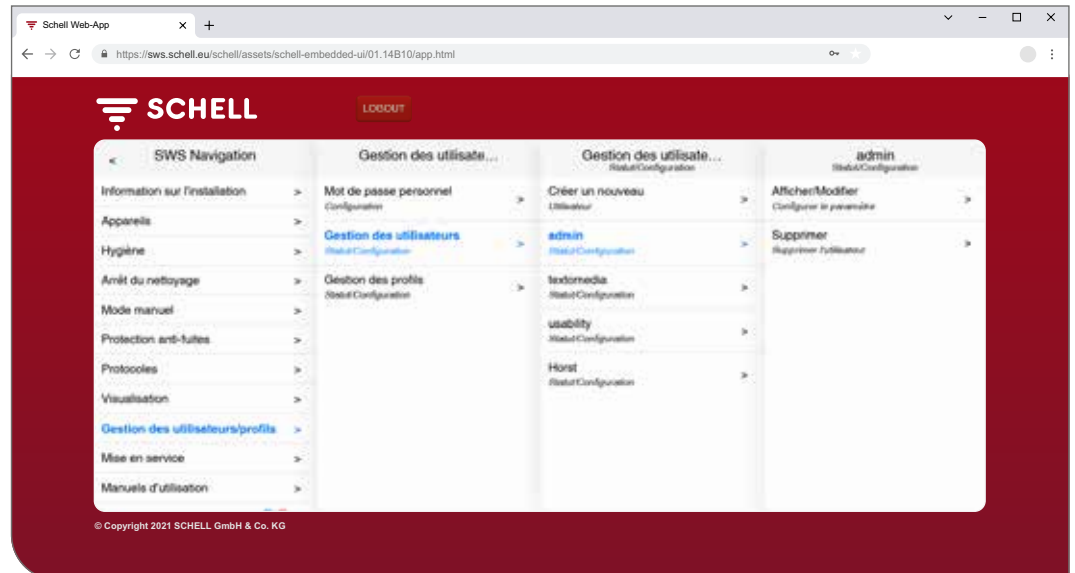 Schell Web-App
https://sws.schell.eu/schell/assets/schell-embedded-ui/01.14B10/app.html
SCHELL
LOGOUT
SWS Navigation
Information sur l'installation
Appareils
Hygiène
Arrêt du nettoyage
Mode manuel
Protection anti-fuites
Protocoles
Visualisation
Gestion des utilisateurs/profils
Mise en service
Manuels d'utilisation
Gestion des utilisate...
Mot de passe personnel
Configuration
Gestion des utilisateurs
Statut/Configuration
Gestion des profils
Statut/Configuration
Gestion des utilisate...
Statut/Configuration
Créer un nouveau
Utilisateur
admin
Statut/Configuration
textomedia
Statut/Configuration
usability
Statut/Configuration
Horst
Statut/Configuration
admin
Statut/Configuration
Afficher/Modifier
Configurer le paramètre
Supprimer
Supprimer l'utilisateur
© Copyright 2021 SCHELL GmbH & Co. KG